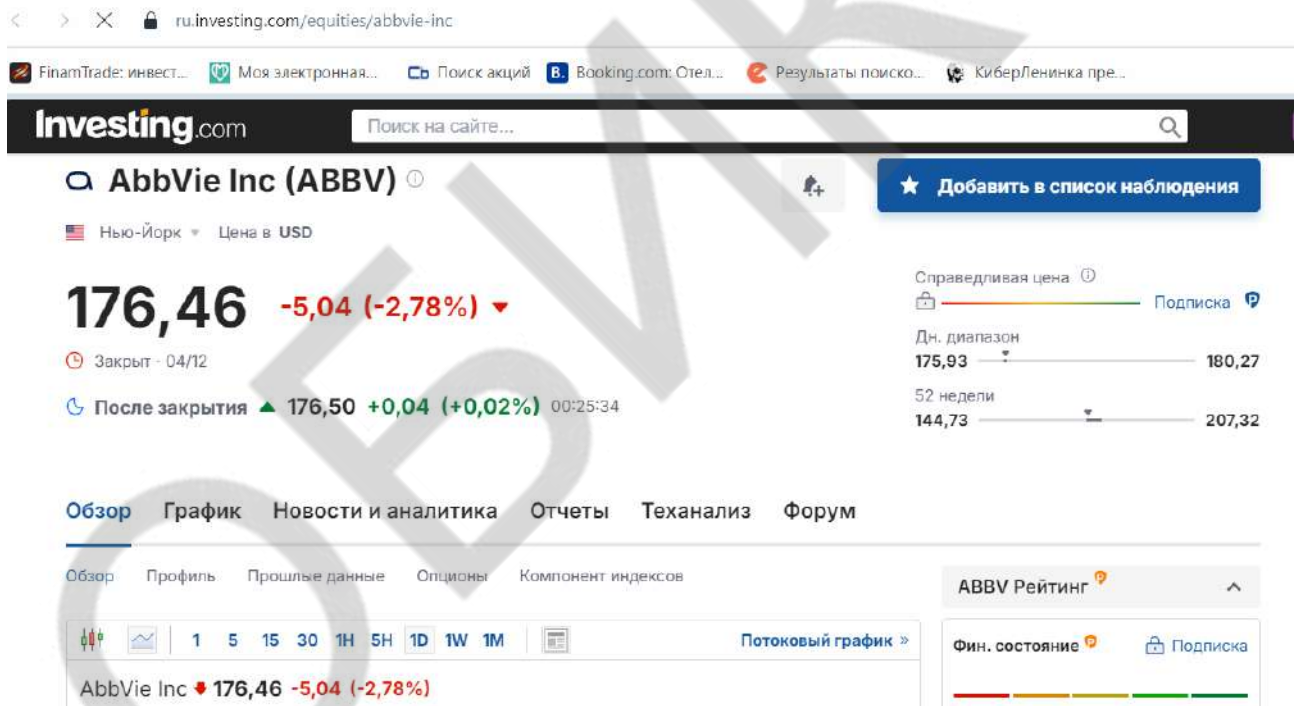 ru.investing.com/equities/abbvie-inc
FinamTrade: инвест... Моя электронная... Сь Поиск акций B. Booking.com: Отел... Результаты поиско... КиберЛенинка пре...
Investing.com Поиск на сайте...
AbbVie Inc (ABBV)
Добавить в список наблюдения
Нью-Йорк Цена в USD
176,46 -5,04 (-2,78%)
Закрыт · 04/12
После закрытия 176,50 +0,04 (+0,02%) 00:25:34
Справедливая цена
Подписка
Дн. диапазон
175,93 180,27
52 недели
144,73 207,32
Обзор График Новости и аналитика Отчеты Теханализ Форум
Обзор Профиль Прошлые данные Опционы Компонент индексов
ABBV Рейтинг
1 5 15 30 1H 5H 1D 1W 1M Потоковый график »
Фин. состояние Подписка
AbbVie Inc 176,46 -5,04 (-2,78%)
ОБИК